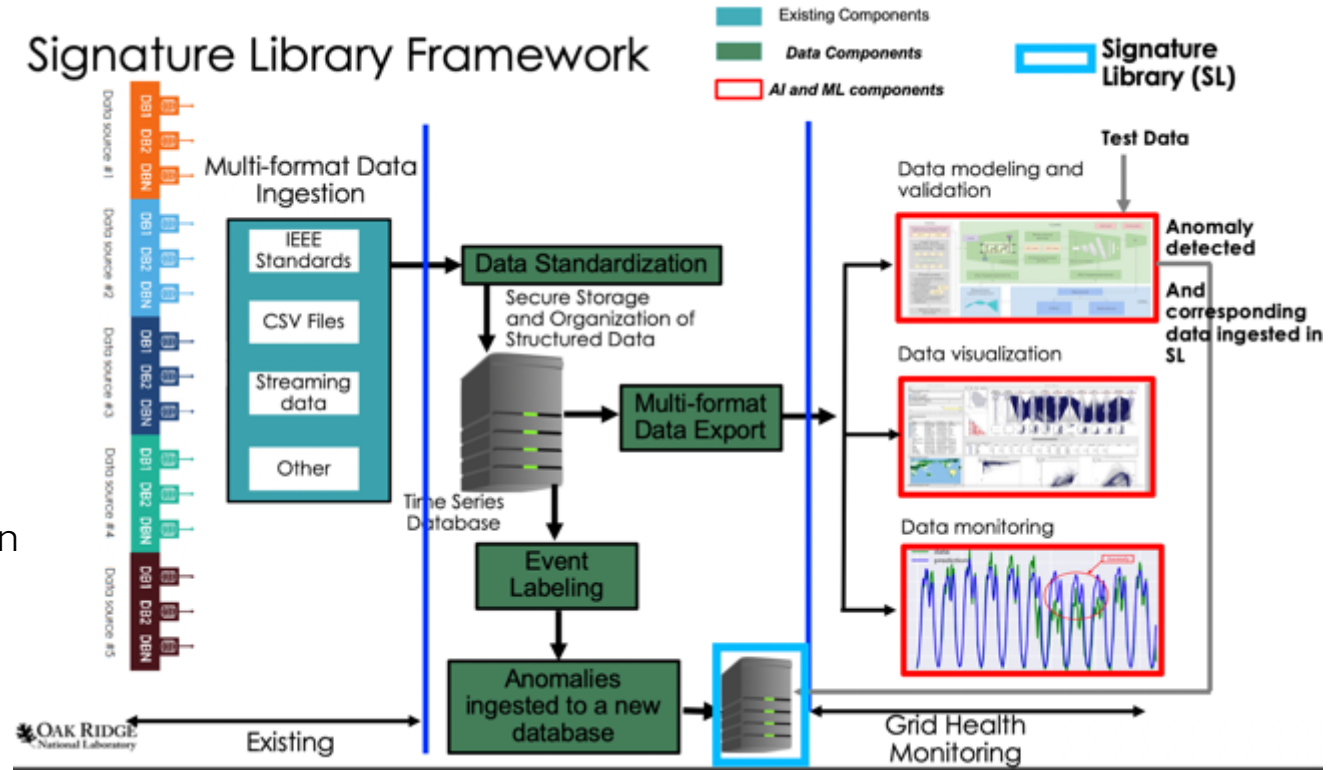 Signature Library Framework
Existing Components
Data Components
AI and ML components
Signature
Library (SL)
Data source #1
DB1
DB2
DBN
Data source #2
DB1
DB2
DBN
Data source #3
DB1
DB2
DBN
Data source #4
DB1
DB2
DBN
Data source #5
DB1
DB2
DBN
n
Multi-format Data
Ingestion
IEEE
Standards
CSV Files
Streaming
data
Other
Data Standardization
Secure Storage
and Organization of
Structured Data
Time Series
Database
Multi-format
Data Export
Event
Labeling
Anomalies
ingested to a new
database
Test Data
Data modeling and
validation
Anomaly
detected
And
corresponding
data ingested in
SL
Data visualization
Data monitoring
data
OAK RIDGE
National Laboratory
Existing
Grid Health
Monitoring